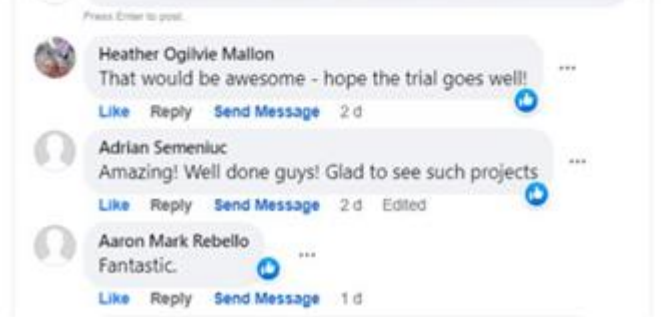 Press Enter to post.
Heather Ogilvie Mallon
That would be awesome - hope the trial goes well!
Like Reply Send Message 2 d
Adrian Semeniuc
Amazing! Well done guys! Glad to see such projects
Like Reply Send Message 2 d Edited
Aaron Mark Rebello
Fantastic.
Like Reply Send Message 1 d